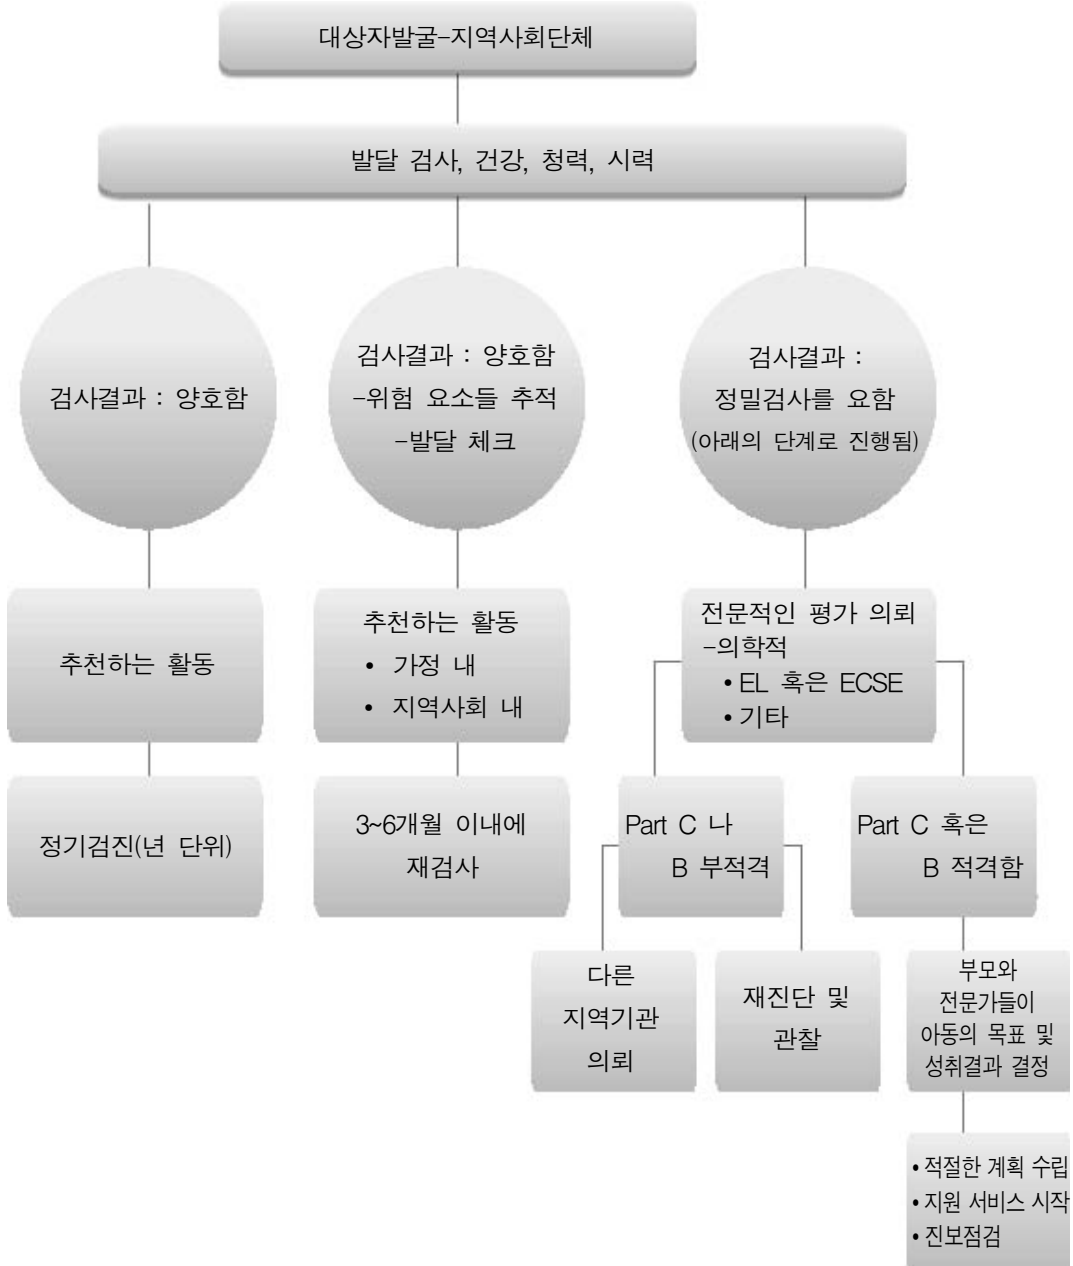 대상자발굴-지역사회단체
발달 검사, 건강, 청력, 시력
검사결과 : 양호함
검사결과 : 양호함
-위험 요소들 추적
-발달 체크
검사결과 :
정밀검사를 요함
(아래의 단계로 진행됨)
추천하는 활동
추천하는 활동
• 가정 내
• 지역사회 내
전문적인 평가 의뢰
-의학적
• EL 혹은 ECSE
• 기타
정기검진(년 단위)
3~6개월 이내에
재검사
Part C 나
B 부적격
Part C 혹은
B 적격함
다른
지역기관
의뢰
재진단 및
관찰
부모와
전문가들이
아동의 목표 및
성취결과 결정
• 적절한 계획 수립
• 지원 서비스 시작
• 진보점검